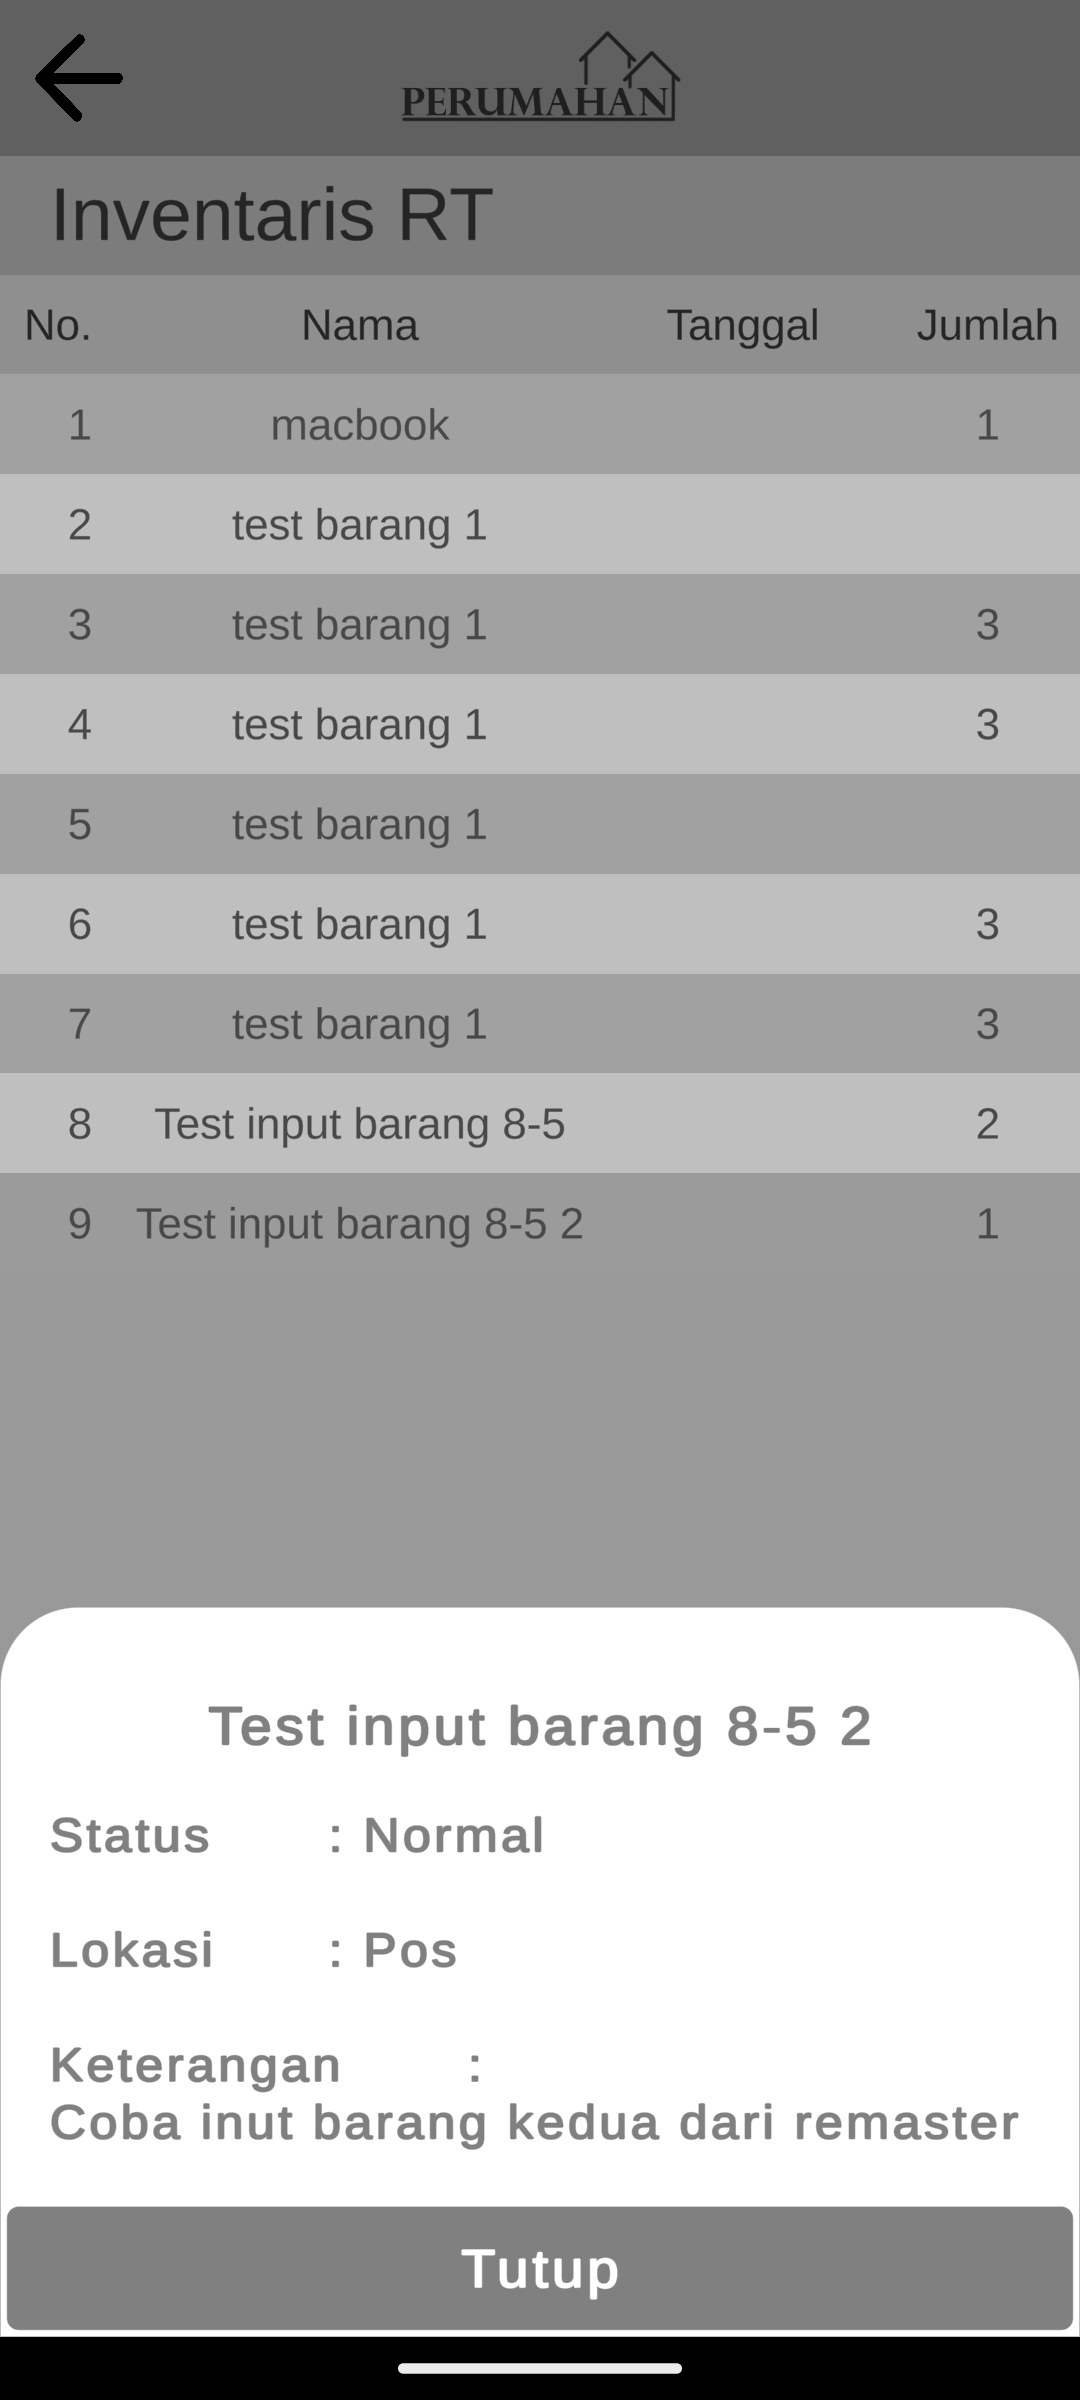 PERUMAHAN
Inventaris RT
No. Nama Tanggal Jumlah
1 macbook 1
2 test barang 1
3 test barang 1 3
4 test barang 1 3
5 test barang 1
6 test barang 1 3
7 test barang 1 3
8 Test input barang 8-5 2
9 Test input barang 8-5 2 1
Test input barang 8-5 2
Status : Normal
Lokasi : Pos
Keterangan :
Coba inut barang kedua dari remaster
Tutup